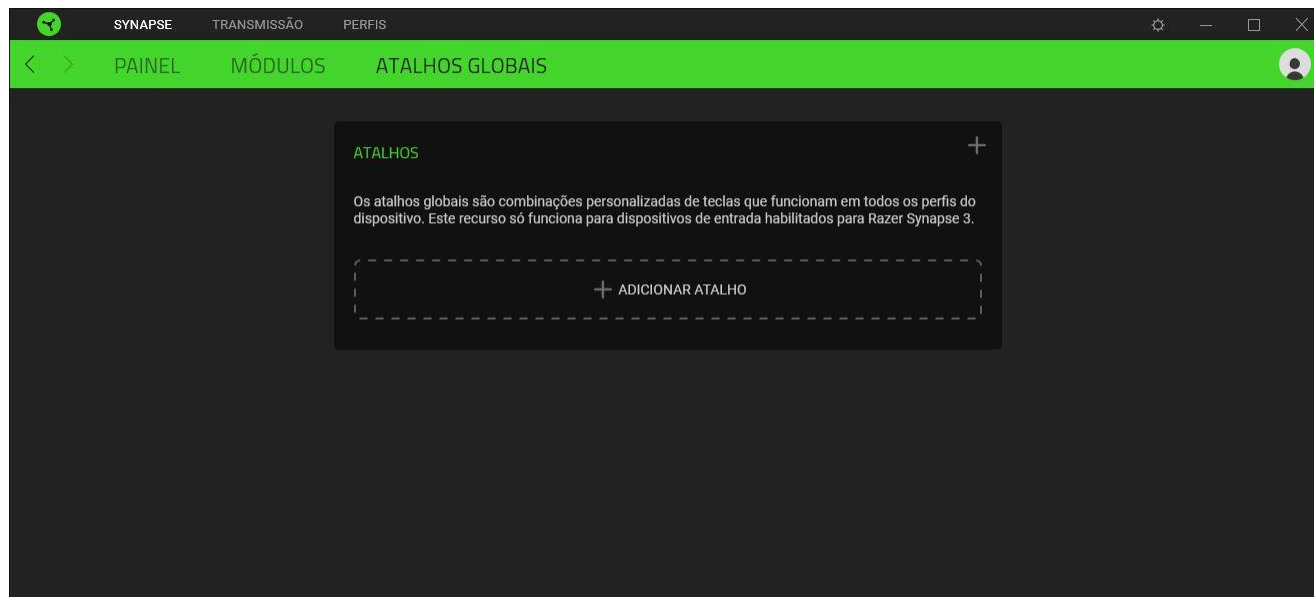 SYNAPSE TRANSMISSÃO PERFIS
PAINEL MÓDULOS ATALHOS GLOBAIS
ATALHOS
Os atalhos globais são combinações personalizadas de teclas que funcionam em todos os perfis do
dispositivo. Este recurso só funciona para dispositivos de entrada habilitados para Razer Synapse 3.
ADICIONAR ATALHO